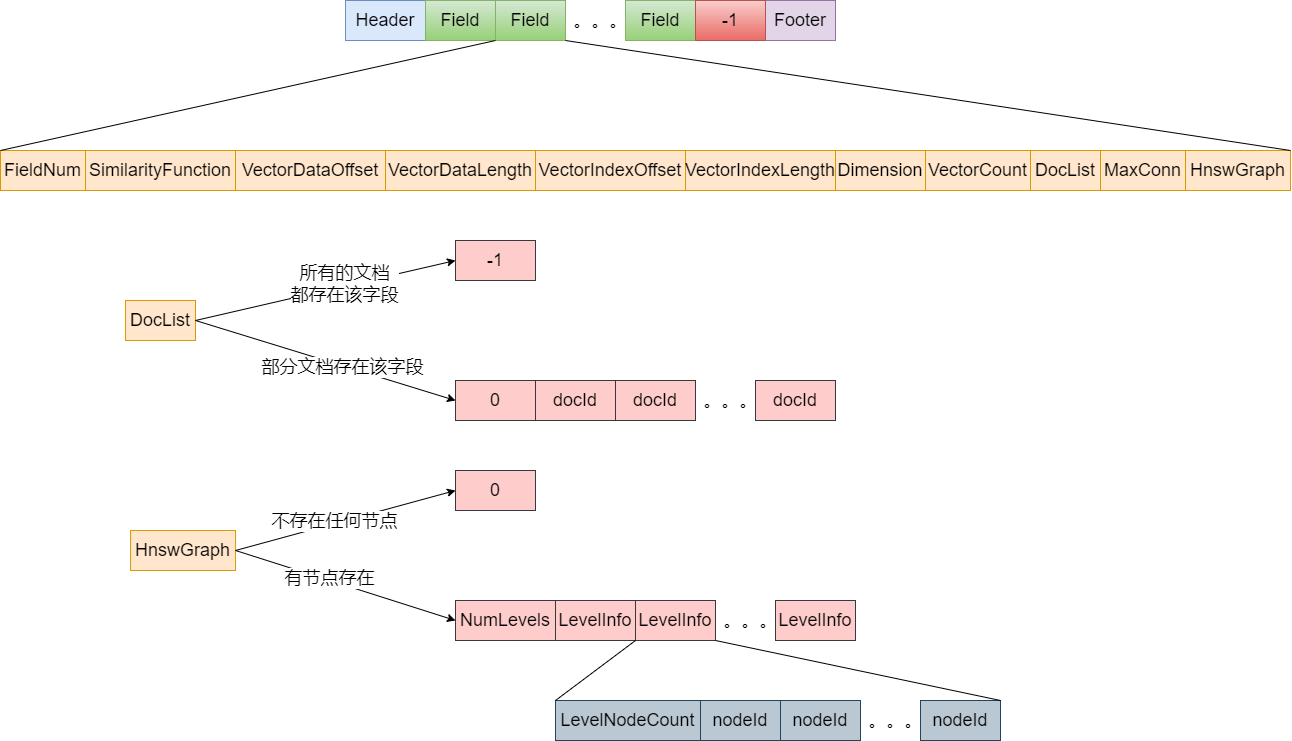 Header Field Field 。。。 Field -1 Footer
FieldNum SimilarityFunction VectorDataOffset VectorDataLength VectorIndexOffset VectorIndexLength Dimension VectorCount DocList MaxConn HnswGraph
-1
所有的文档
都存在该字段
DocList
部分文档存在该字段
0 docId docId 。。。 docId
0
不存在任何节点
HnswGraph
有节点存在
NumLevels LevelInfo LevelInfo 。。。 LevelInfo
LevelNodeCount nodeId nodeId 。。。 nodeId